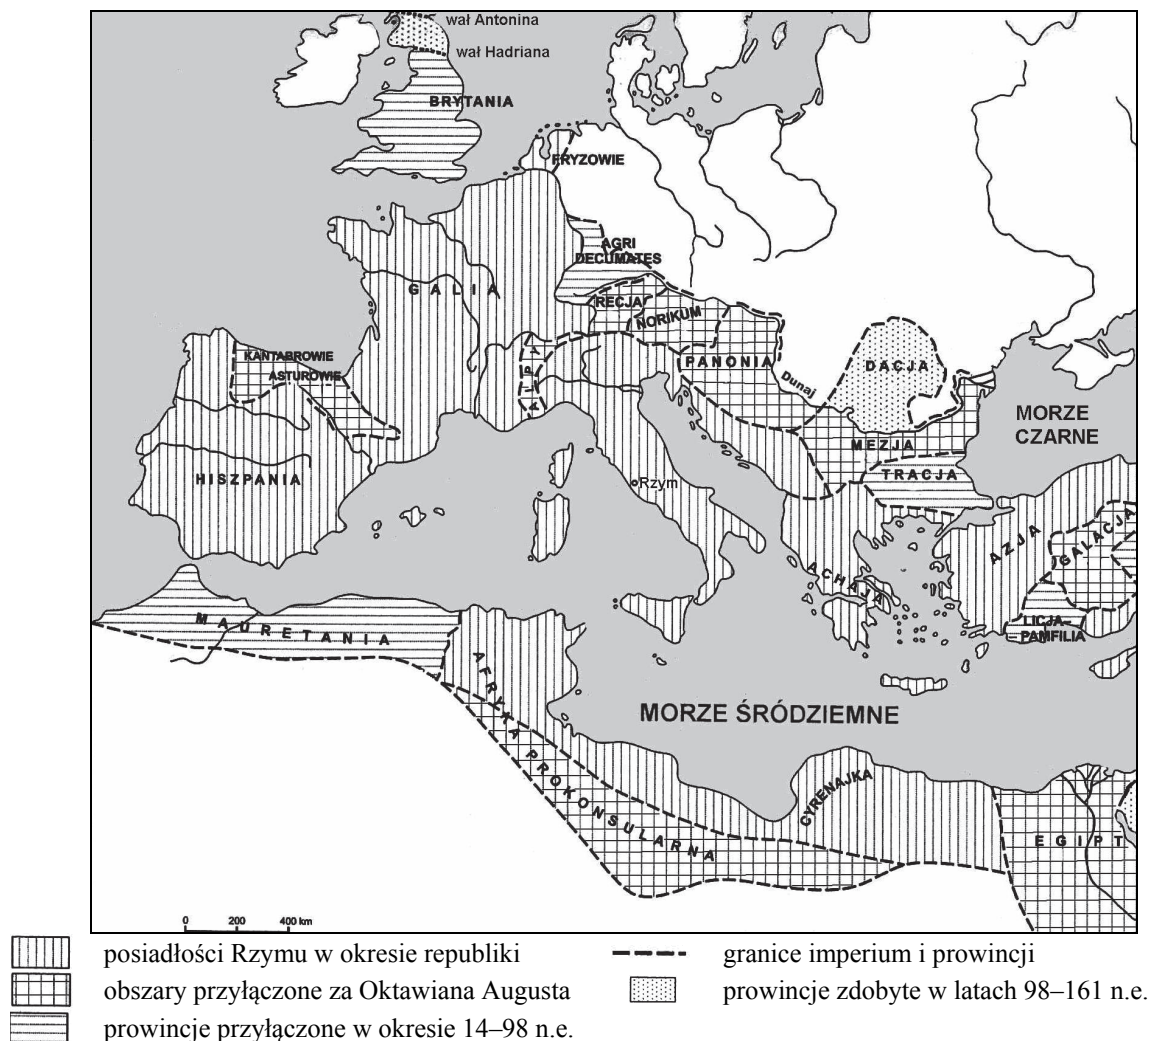 wał Antonina
wał Hadriana
BRYTANIA
FRYZOWIE
AGRI
DECUMATES
GALIA
RECJA
NORIKUM
KANTABROWIE
ASTUROWIE
ALPY
PANONIA
Dunaj
DACJA
MORZE
CZARNE
MEZJA
TRACJA
HISZPANIA
Rzym
AZJA
GALACJA
ACHAJA
LICJA–
–PAMFILIA
MAURETANIA
AFRYKA PROKONSULARNA
MORZE ŚRÓDZIEMNE
CYRENAJKA
EGIPT
0 200 400 km
posiadłości Rzymu w okresie republiki
granice imperium i prowincji
obszary przyłączone za Oktawiana Augusta
prowincje zdobyte w latach 98–161 n.e.
prowincje przyłączone w okresie 14–98 n.e.